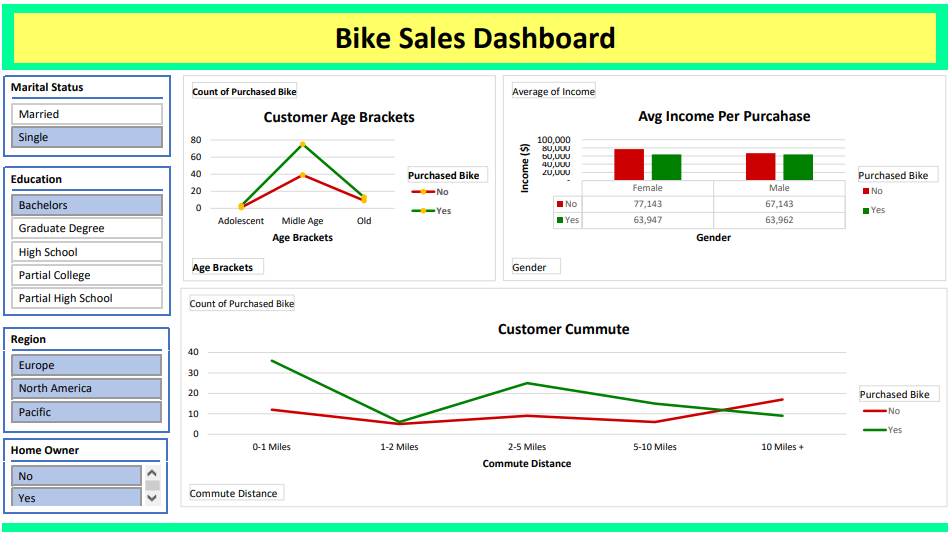 Bike Sales Dashboard
Marital Status
Married
Single
Education
Bachelors
Graduate Degree
High School
Partial College
Partial High School
Region
Europe
North America
Pacific
Home Owner
No
Yes
Count of Purchased Bike
Customer Age Brackets
80
60
40
20
0
Adolescent Midle Age Old
Age Brackets
Purchased Bike
No
Yes
Age Brackets
Average of Income
Avg Income Per Purcahase
Income ($)
100,000
80,000
60,000
40,000
20,000
-
Female Male
No 77,143 67,143
Yes 63,947 63,962
Gender
Purchased Bike
No
Yes
Gender
Count of Purchased Bike
Customer Cummute
40
30
20
10
0
0-1 Miles 1-2 Miles 2-5 Miles 5-10 Miles 10 Miles +
Commute Distance
Purchased Bike
No
Yes
Commute Distance